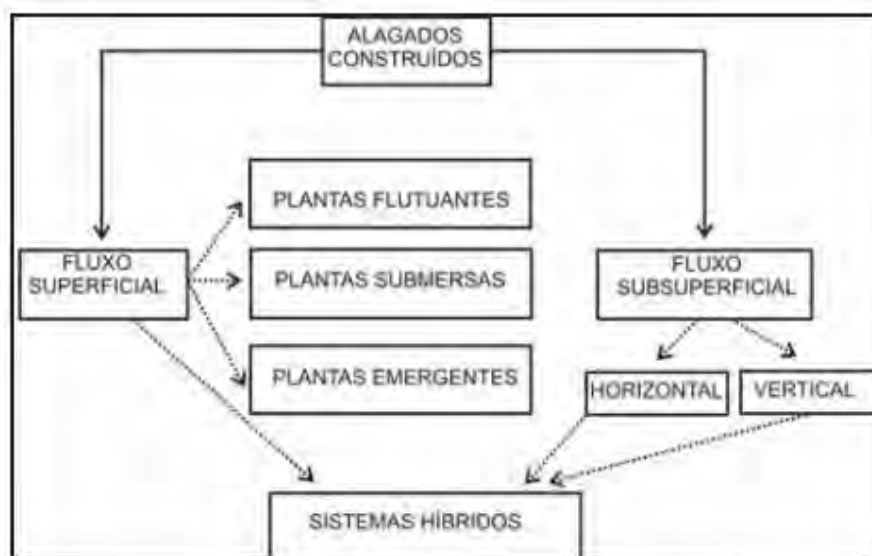 ALAGADOS
CONSTRUÍDOS
PLANTAS FLUTUANTES
FLUXO
SUPERFICIAL
PLANTAS SUBMERSAS
FLUXO
SUBSUPERFICIAL
PLANTAS EMERGENTES
HORIZONTAL
VERTICAL
SISTEMAS HÍBRIDOS